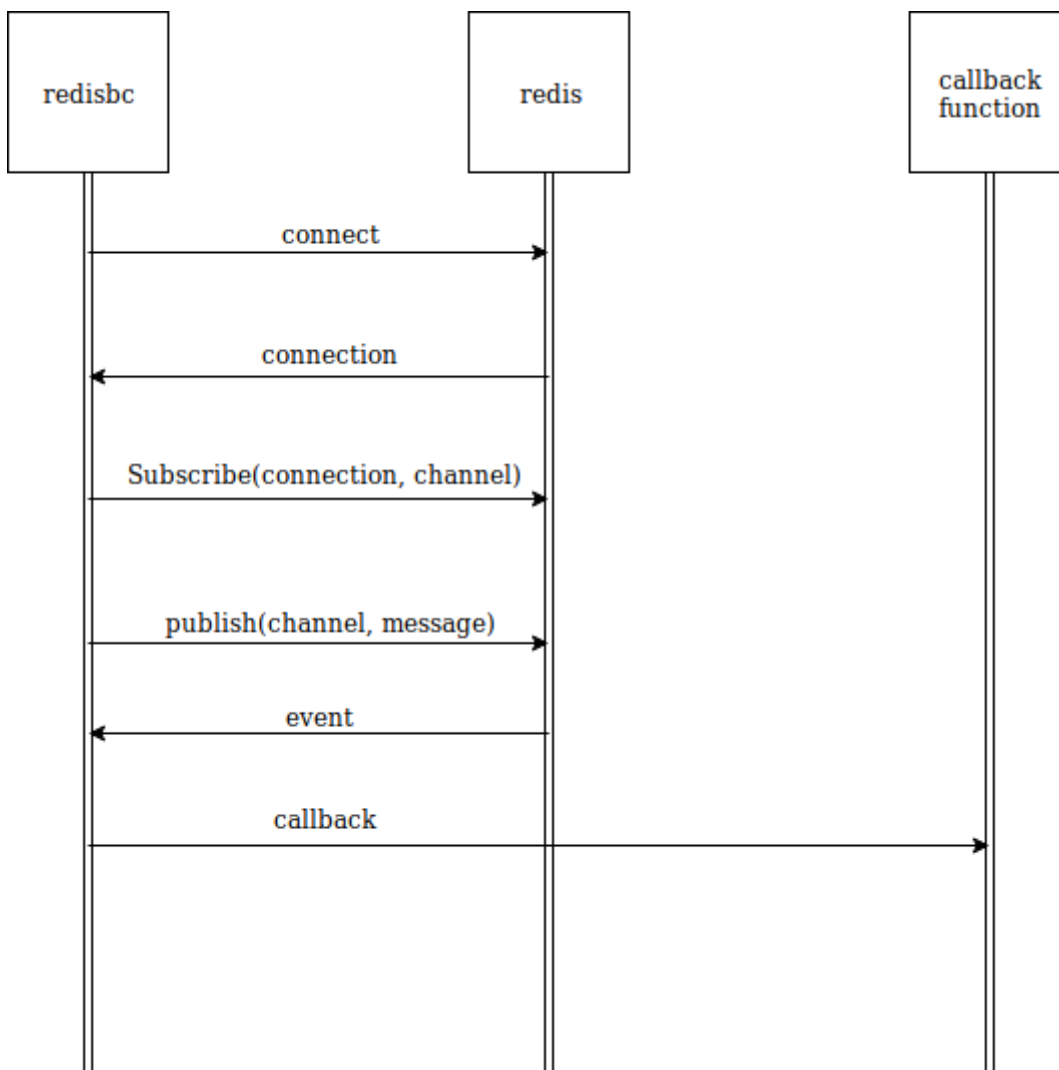 redisbc
redis
callback
function
connect
connection
Subscribe(connection, channel)
publish(channel, message)
event
callback